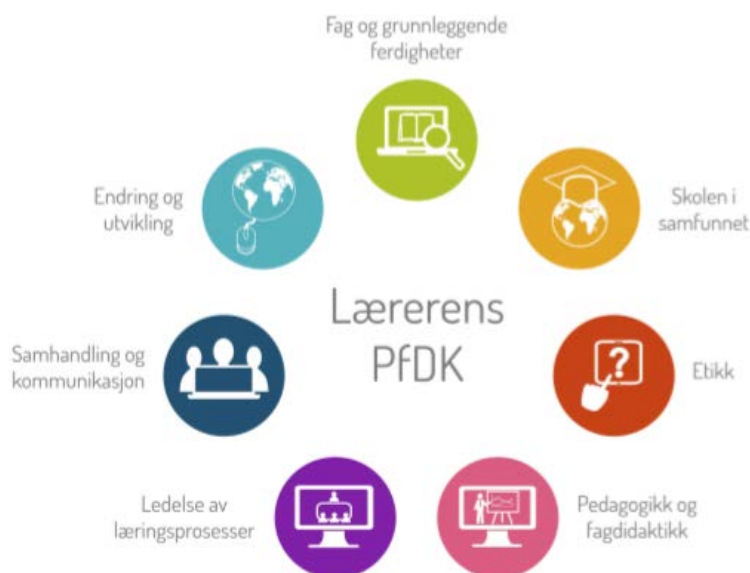 Fag og grunnleggende
ferdigheter
Endring og
utvikling
Skolen i
samfunnet
Lærerens
PfDK
Samhandling og
kommunikasjon
?
Etikk
Ledelse av
læringsprosesser
Pedagogikk og
fagdidaktikk